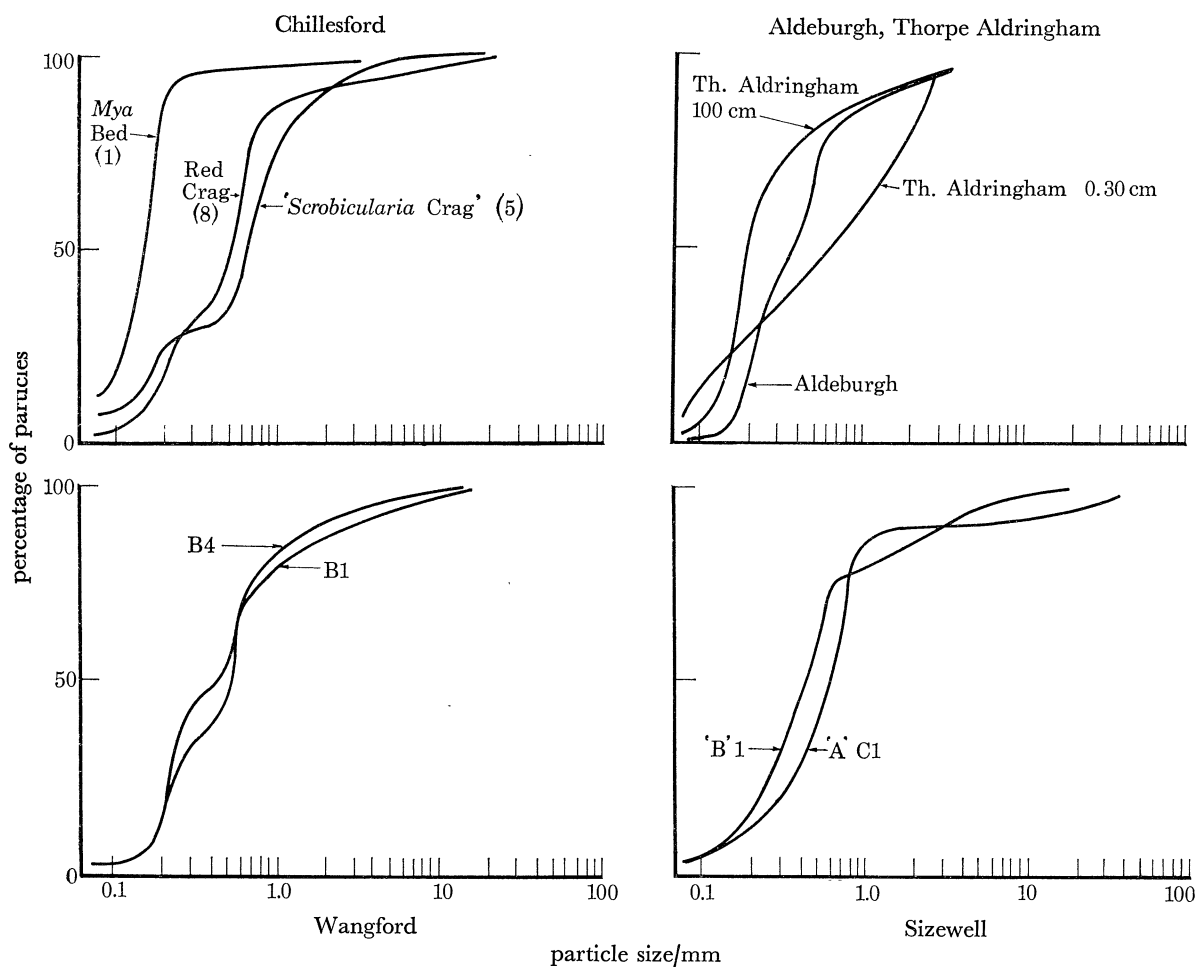 Chillesford
Aldeburgh, Thorpe Aldringham
100
Mya
Bed
(1)
Red
Crag
(8)
'Scrobicularia Crag' (5)
50
0
Th. Aldringham
100 cm
Th. Aldringham 0.30 cm
Aldeburgh
percentage of parucies
100
B4
B1
50
0
0.1 1.0 10 100
Wangford
'B' 1
'A' C1
0.1 1.0 10 100
Sizewell
particle size/mm